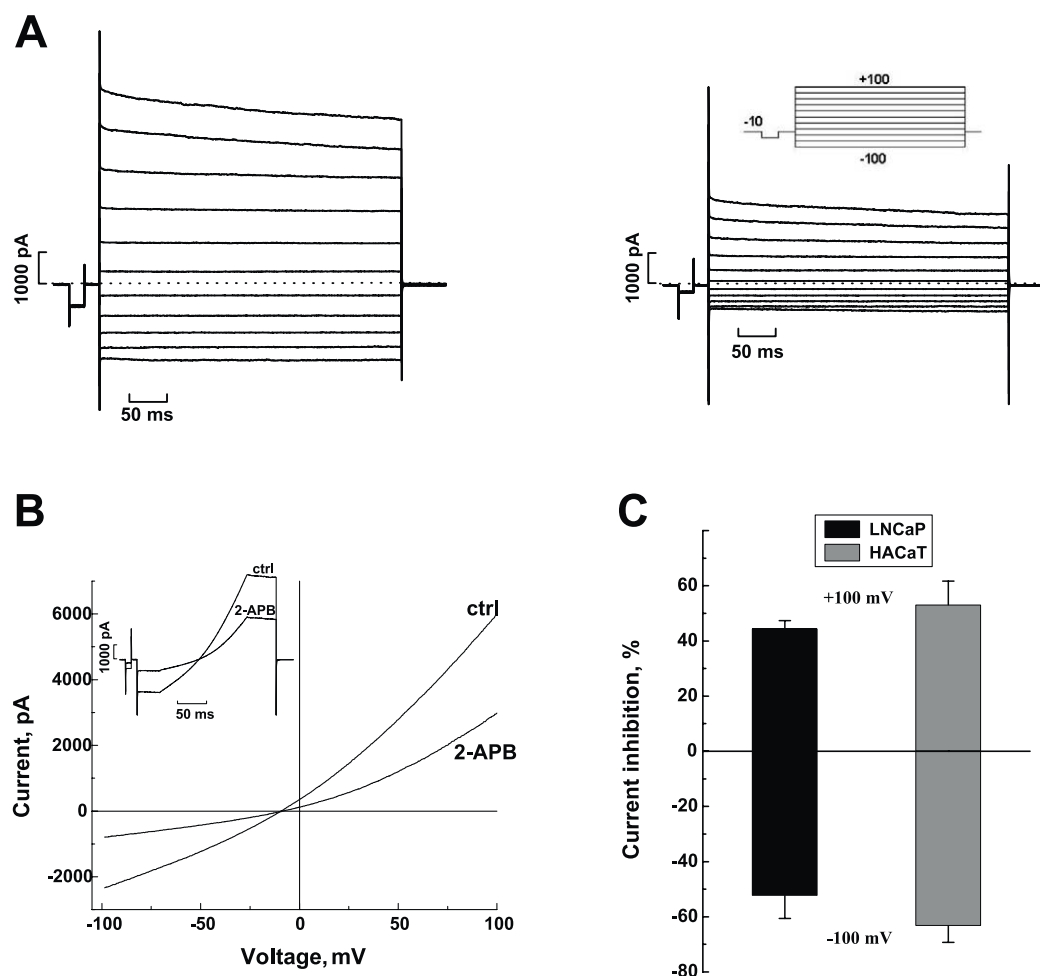 A
1000 pA
50 ms
+100
-10
-100
1000 pA
50 ms
B
ctrl
2-APB
1000 pA
50 ms
ctrl
2-APB
6000
4000
2000
0
-2000
Current, pA
-100
-50
0
50
100
Voltage, mV
C
LNCaP
HACaT
+100 mV
-100 mV
80
60
40
20
0
-20
-40
-60
-80
Current inhibition, %